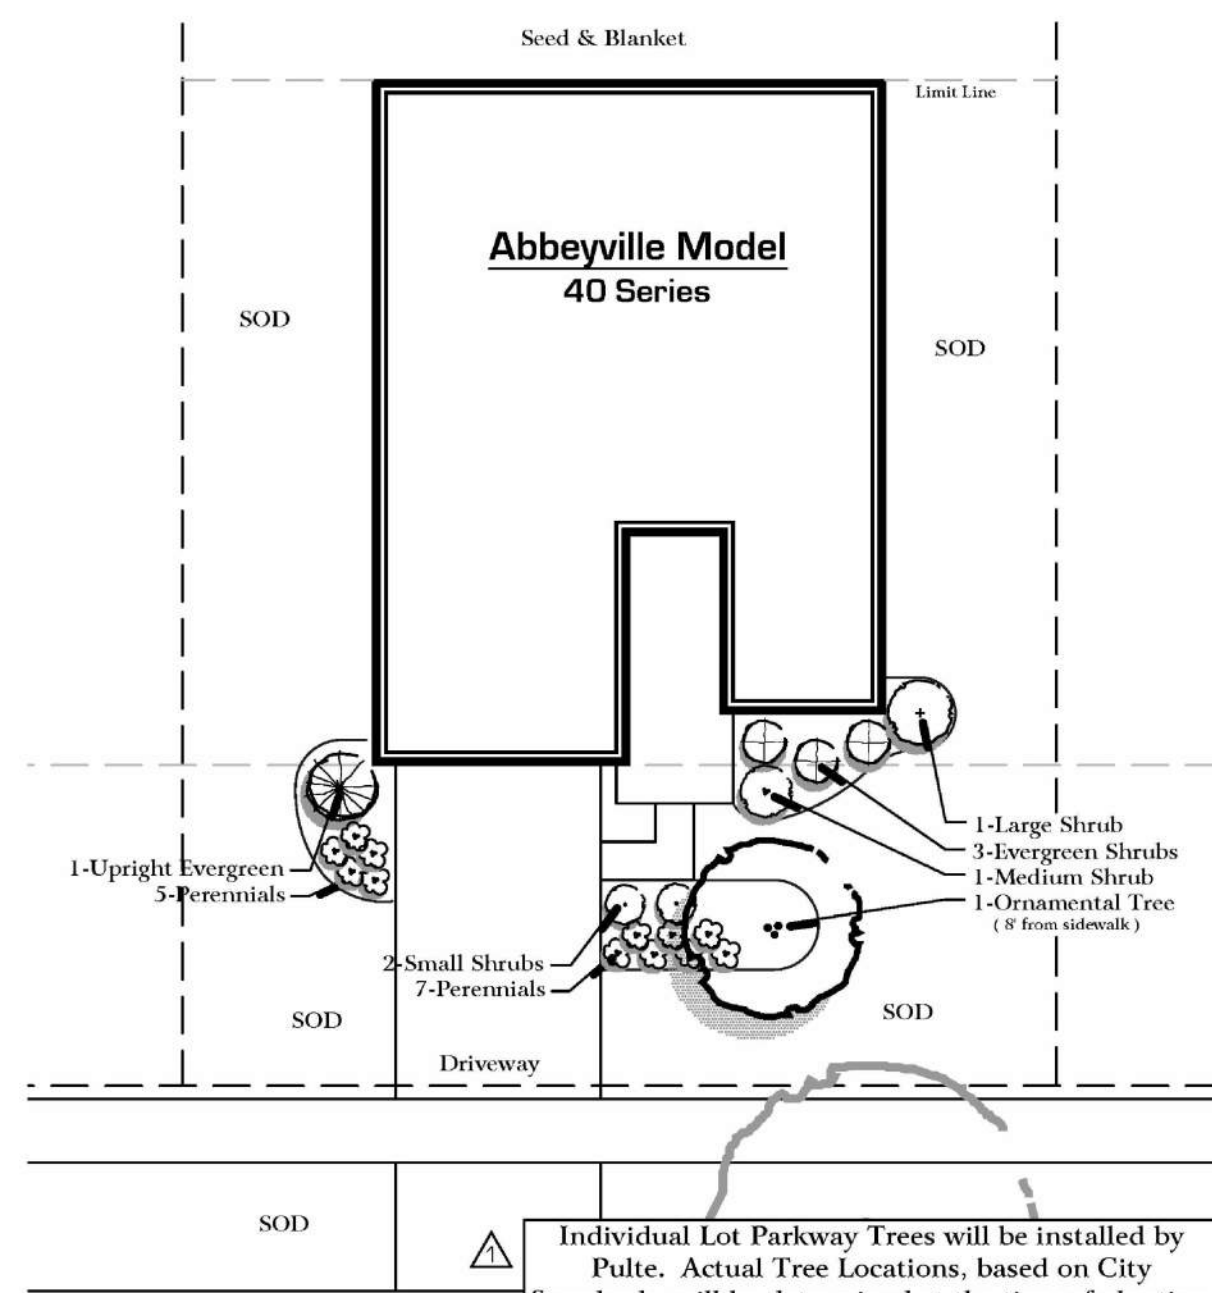 Seed & Blanket
Limit Line
Abbeyville Model
40 Series
SOD
SOD
1-Large Shrub
3-Evergreen Shrubs
1-Medium Shrub
1-Ornamental Tree
( 8' from sidewalk )
1-Upright Evergreen
5-Perennials
2-Small Shrubs
7-Perennials
SOD
SOD
Driveway
SOD
1
Individual Lot Parkway Trees will be installed by
Pulte. Actual Tree Locations, based on City